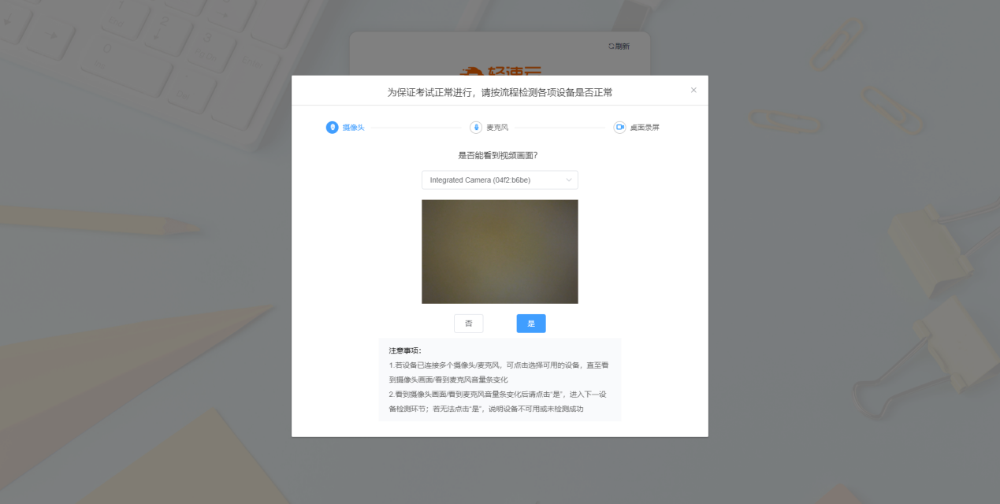 刷新
轻速云
为保证考试正常进行，请按流程检测各项设备是否正常
摄像头
麦克风
桌面录屏
是否能看到视频画面？
Integrated Camera (04f2:b6be)
否
是
注意事项：
1.若设备已连接多个摄像头/麦克风，可点击选择可用的设备，直至看
到摄像头画面/看到麦克风音量条变化
2.看到摄像头画面/看到麦克风音量条变化后请点击“是”，进入下一设
备检测环节；若无法点击“是”，说明设备不可用或未检测成功